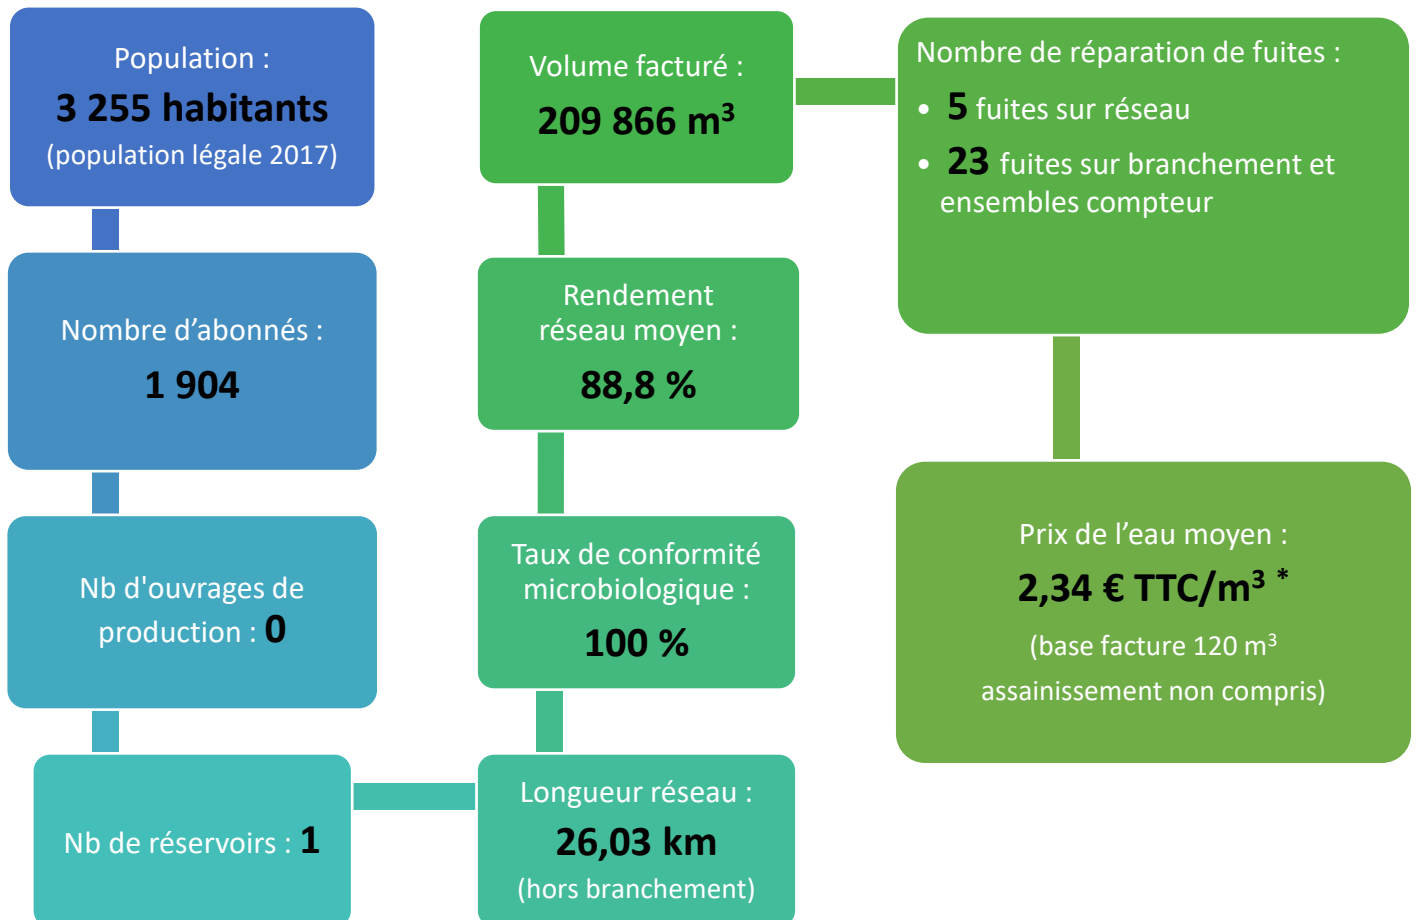 Population :
3 255 habitants
(population légale 2017)
Nombre d’abonnés :
1 904
Nb d'ouvrages de
production : 0
Nb de réservoirs : 1
Longueur réseau :
26,03 km
(hors branchement)
Taux de conformité
microbiologique :
100 %
Rendement
réseau moyen :
88,8 %
Volume facturé :
209 866 m³
Nombre de réparation de fuites :
• 5 fuites sur réseau
• 23 fuites sur branchement et
ensembles compteur
Prix de l’eau moyen :
2,34 € TTC/m³ *
(base facture 120 m³
assainissement non compris)